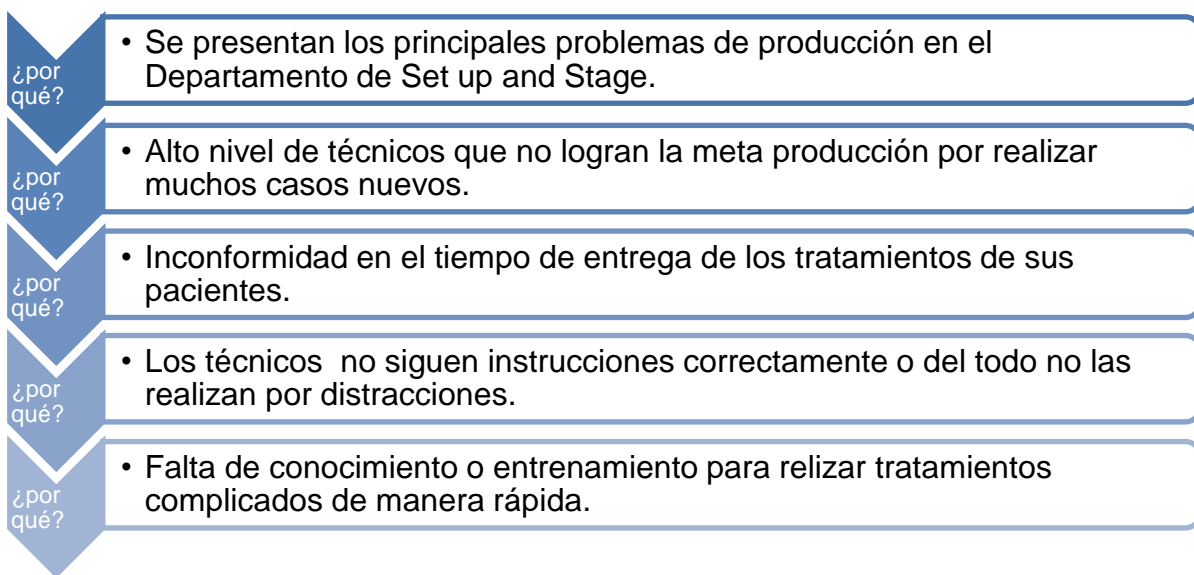 ¿por
qué?
• Se presentan los principales problemas de producción en el
Departamento de Set up and Stage.
¿por
qué?
• Alto nivel de técnicos que no logran la meta producción por realizar
muchos casos nuevos.
¿por
qué?
• Inconformidad en el tiempo de entrega de los tratamientos de sus
pacientes.
¿por
qué?
• Los técnicos  no siguen instrucciones correctamente o del todo no las
realizan por distracciones.
¿por
qué?
• Falta de conocimiento o entrenamiento para relizar tratamientos
complicados de manera rápida.